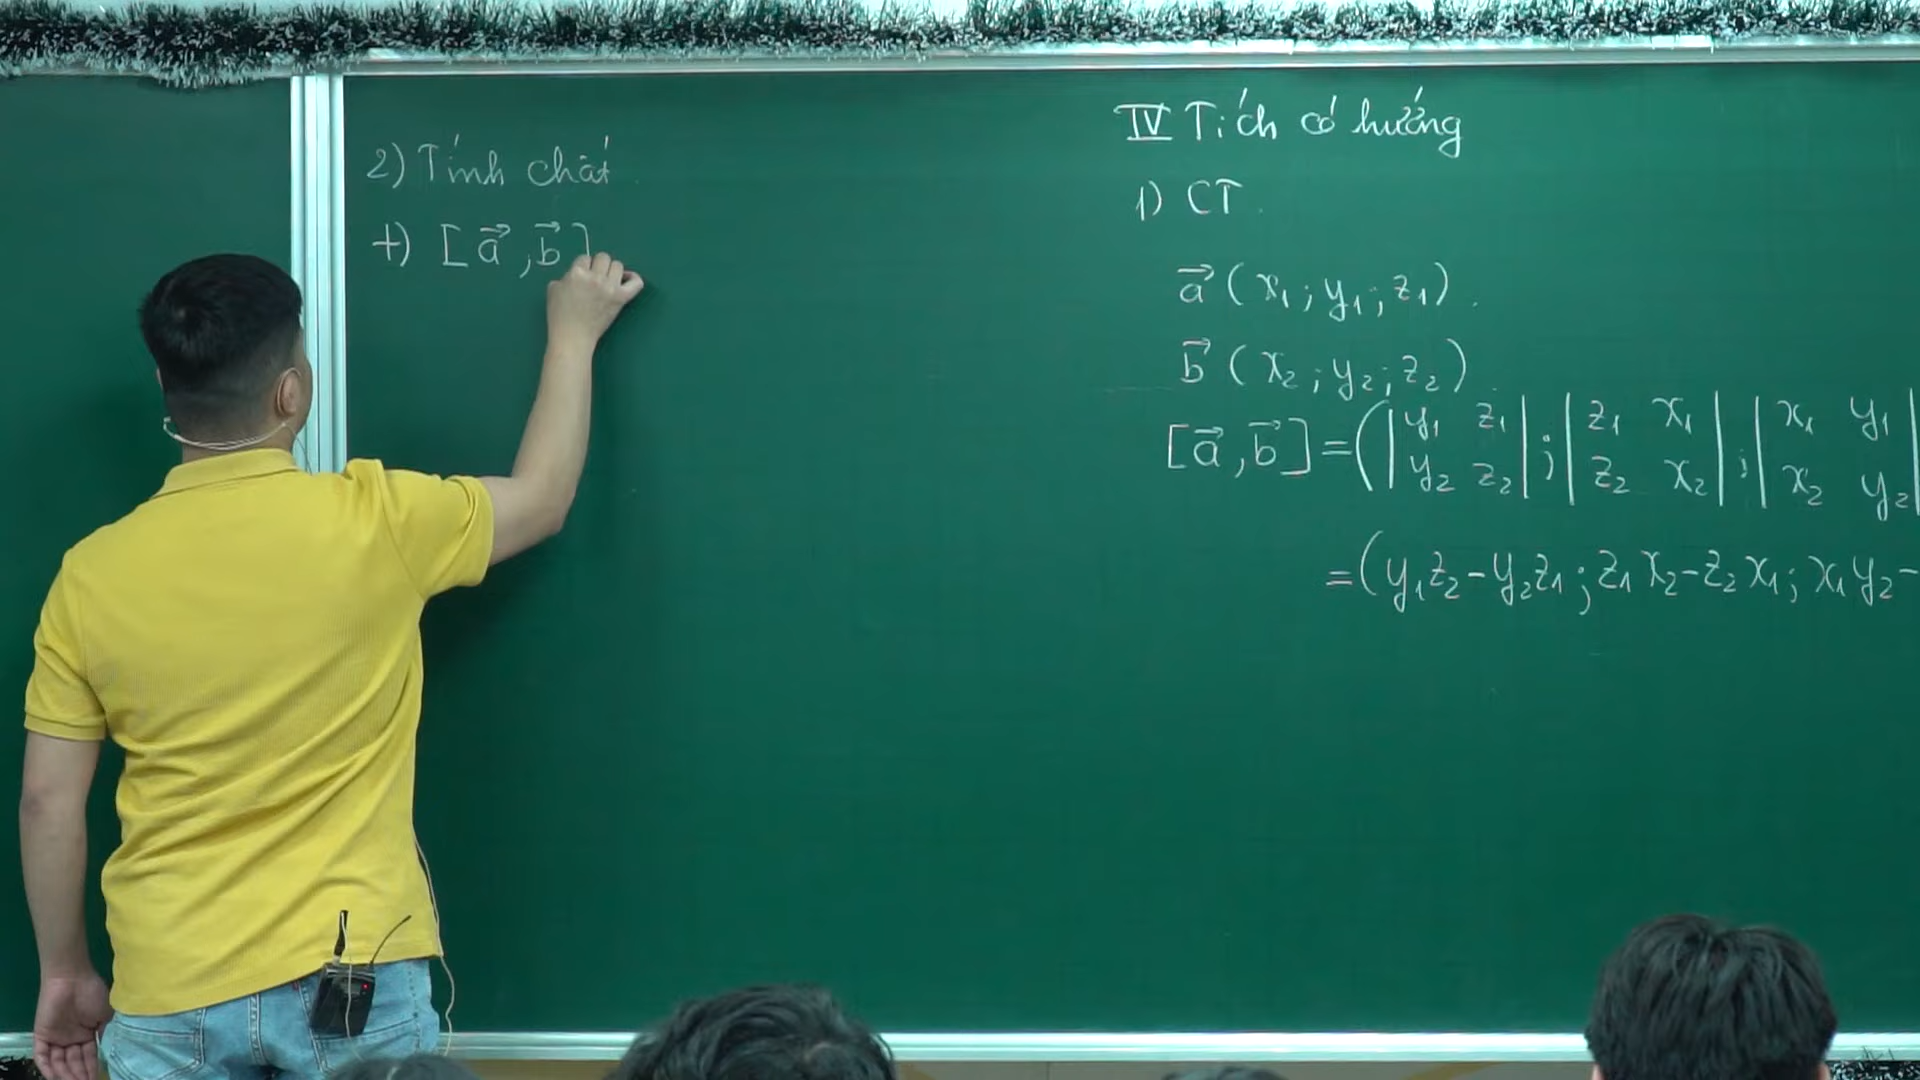 IV Tích có hướng
1) CT
a⃗ (x₁; y₁; z₁).
b⃗ (x₂; y₂; z₂)
[a⃗, b⃗] = (|y₁ z₁; y₂ z₂|; |z₁ x₁; z₂ x₂|; |x₁ y₁; x₂ y₂|
= (y₁z₂ - y₂z₁; z₁x₂ - z₂x₁; x₁y₂ -
2) Tính chất
+) [a⃗, b⃗]